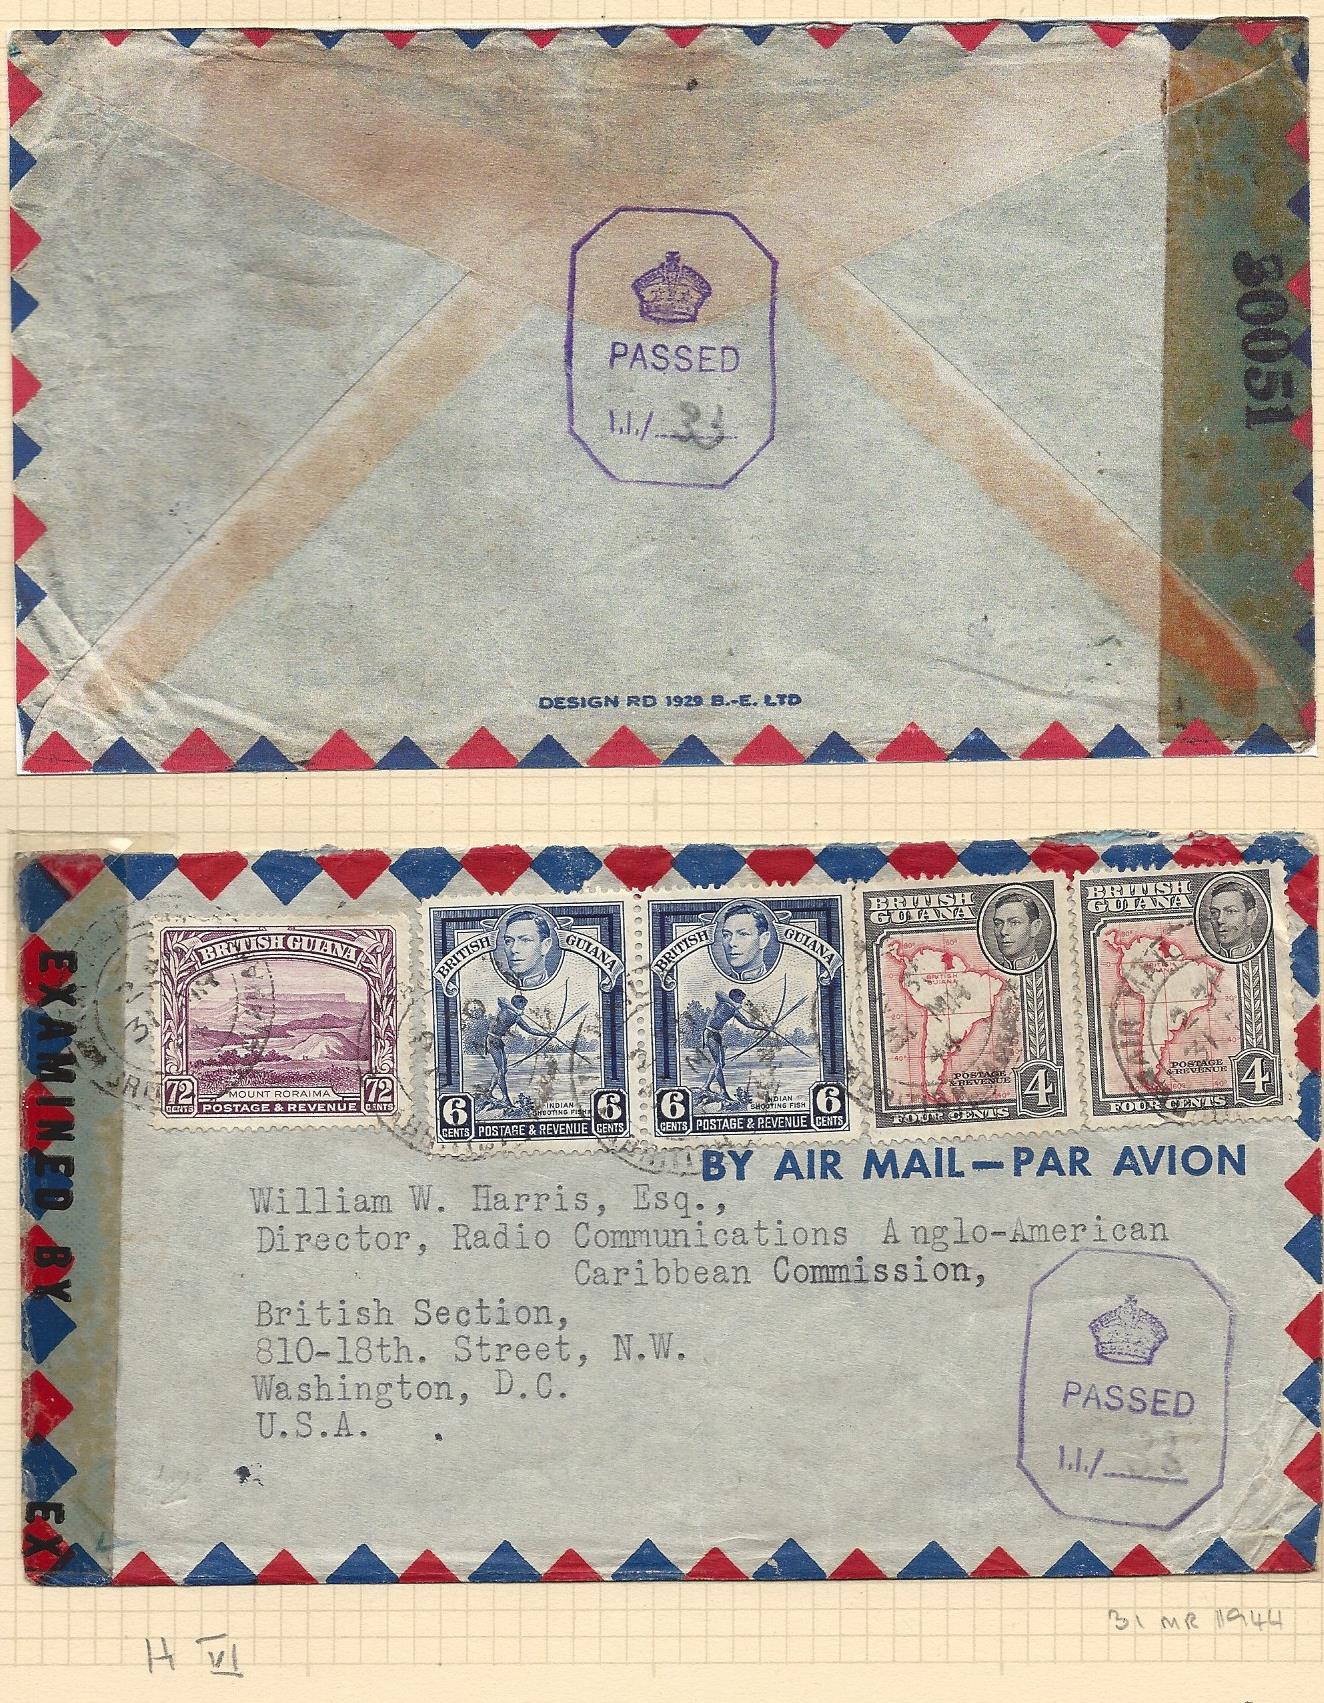 PASSED
I.I./
30051
DESIGN RD 1929 B.-E. LTD
EXAMINED BY
EX
BRITISH GUIANA
72 CENTS
MOUNT RORAIMA
72 CENTS
POSTAGE & REVENUE
BRITISH GUIANA
INDIAN
SHOOTING FISH
6 CENTS
POSTAGE & REVENUE
6 CENTS
BRITISH GUIANA
INDIAN
SHOOTING FISH
6 CENTS
POSTAGE & REVENUE
6 CENTS
BRITISH
GUIANA
BRITISH
GUIANA
POSTAGE
& REVENUE
4
FOUR CENTS
BRITISH
GUIANA
POSTAGE
& REVENUE
4
FOUR CENTS
BY AIR MAIL—PAR AVION
William W. Harris, Esq.,
Director, Radio Communications Anglo-American
Caribbean Commission,
British Section,
810-18th. Street, N.W.
Washington, D.C.
U.S.A.
PASSED
I.I./
31 MR 1944
H VI